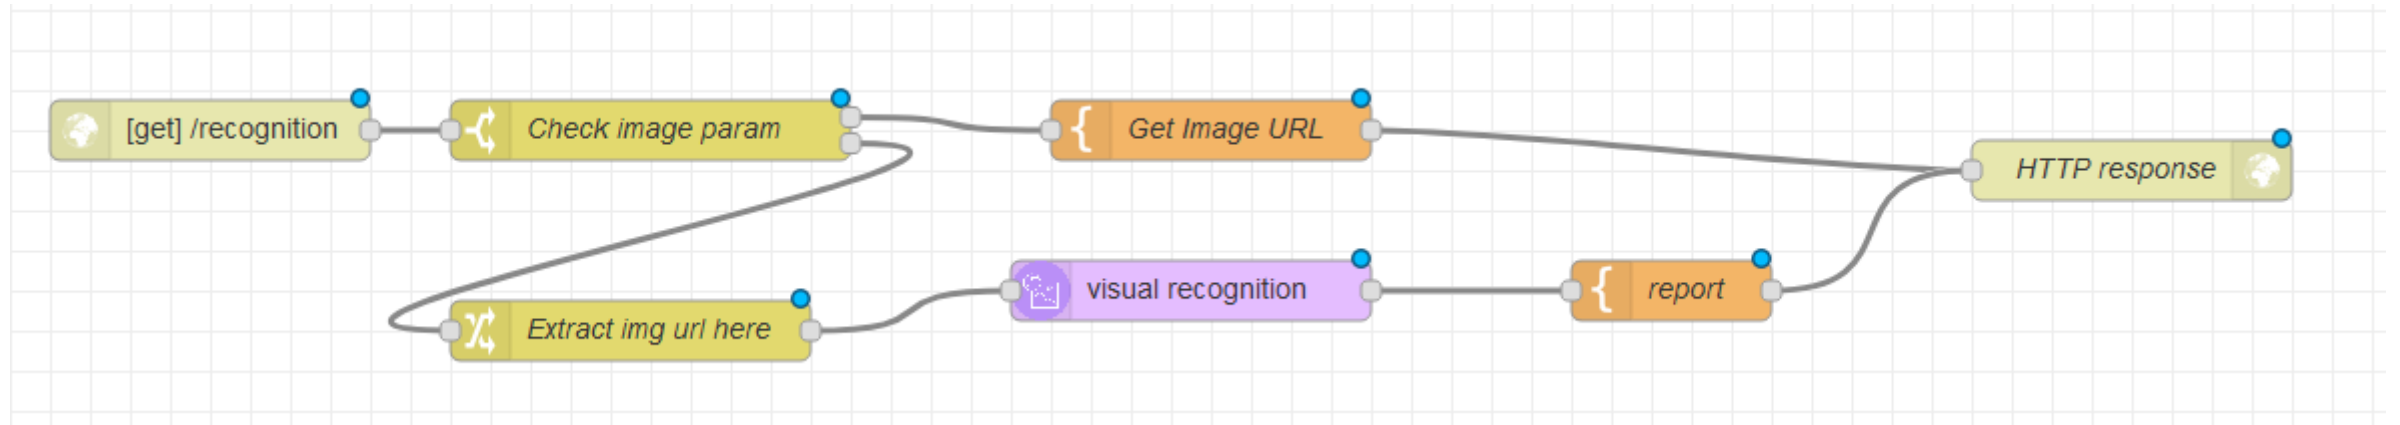 [get] /recognition
Check image param
Get Image URL
HTTP response
Extract img url here
visual recognition
report